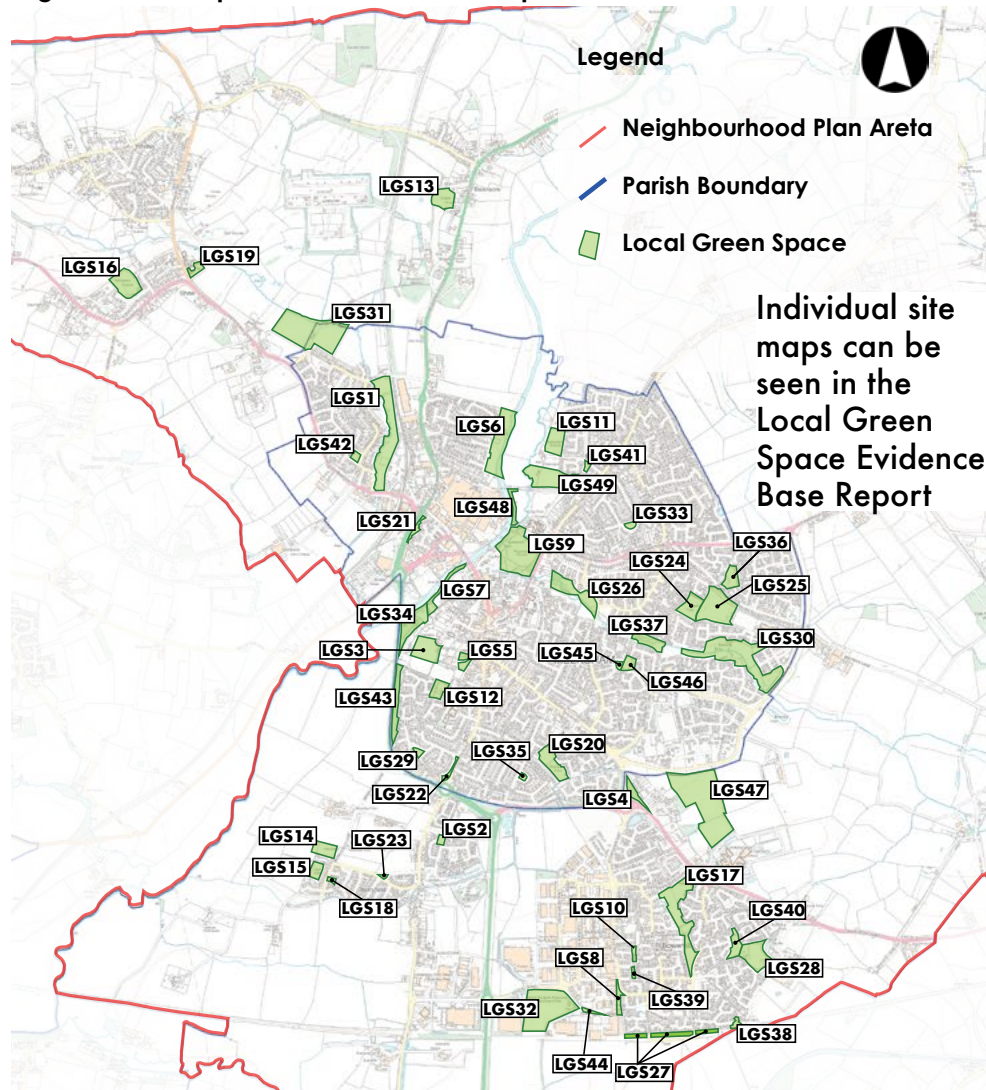 Legend
Neighbourhood Plan Areta
Parish Boundary
Local Green Space
Individual site
maps can be
seen in the
Local Green
Space Evidence
Base Report
LGS13
LGS19
LGS16
LGS31
LGS1
LGS6
LGS11
LGS42
LGS41
LGS49
LGS48
LGS21
LGS33
LGS9
LGS36
LGS24
LGS25
LGS7
LGS26
LGS34
LGS37
LGS30
LGS3
LGS5
LGS45
LGS46
LGS12
LGS43
LGS35
LGS20
LGS29
LGS22
LGS4
LGS47
LGS2
LGS14
LGS23
LGS15
LGS18
LGS17
LGS10
LGS40
LGS8
LGS28
LGS39
LGS32
LGS38
LGS44
LGS27